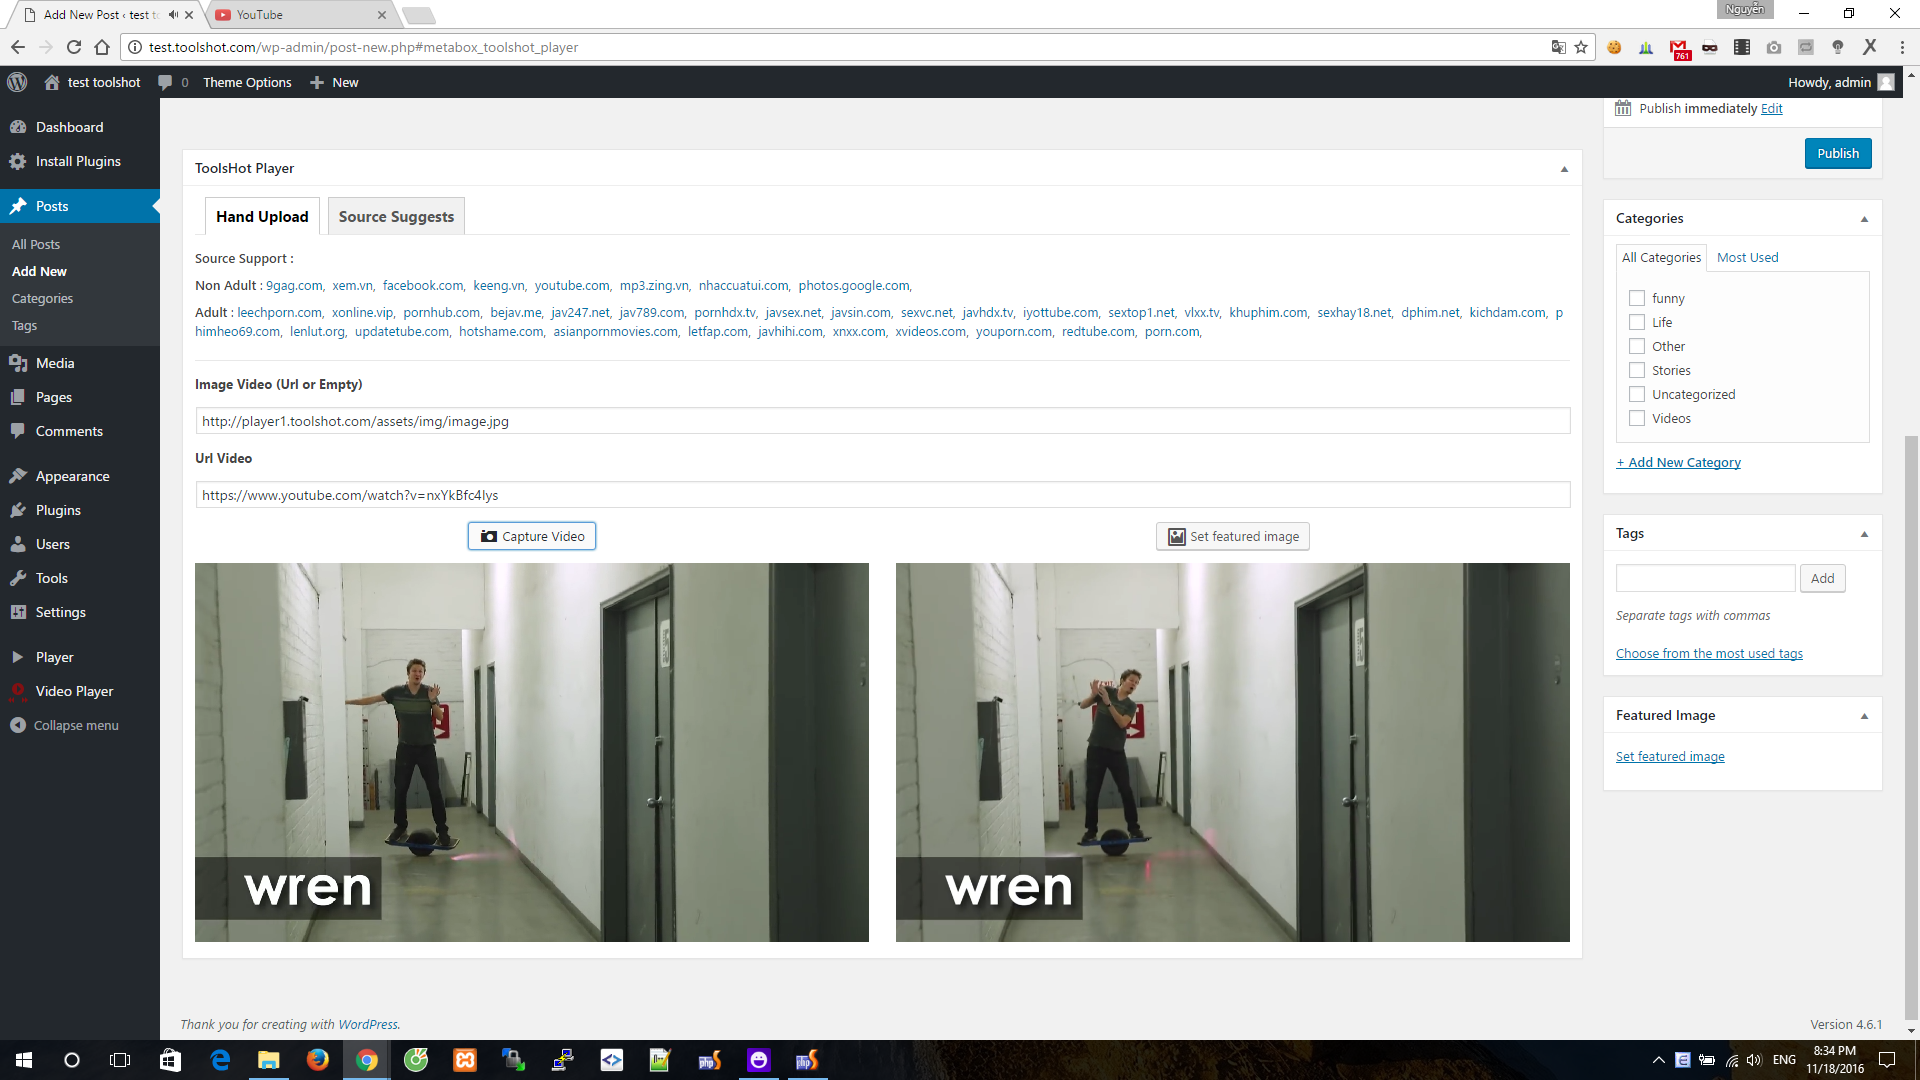 Add New Post ‹ test to
YouTube
Nguyễn
test.toolshot.com/wp-admin/post-new.php#metabox_toolshot_player
761
test toolshot
0
Theme Options
New
Howdy, admin
Dashboard
Install Plugins
Posts
All Posts
Add New
Categories
Tags
Media
Pages
Comments
Appearance
Plugins
Users
Tools
Settings
Player
Video Player
Collapse menu
ToolsHot Player
Hand Upload
Source Suggests
Source Support :
Non Adult : 9gag.com, xem.vn, facebook.com, keeng.vn, youtube.com, mp3.zing.vn, nhaccuatui.com, photos.google.com,
Adult : leechporn.com, xonline.vip, pornhub.com, bejav.me, jav247.net, jav789.com, pornhdx.tv, javsex.net, javsin.com, sexvc.net, javhdx.tv, iyottube.com, sextop1.net, vlxx.tv, khuphim.com, sexhay18.net, dphim.net, kichdam.com, p
himheo69.com, lenlut.org, updatetube.com, hotshame.com, asianpornmovies.com, letfap.com, javhihi.com, xnxx.com, xvideos.com, youporn.com, redtube.com, porn.com,
Image Video (Url or Empty)
http://player1.toolshot.com/assets/img/image.jpg
Url Video
https://www.youtube.com/watch?v=nxYkBfc4lys
Capture Video
Set featured image
wren
wren
Publish immediately Edit
Publish
Categories
All Categories
Most Used
funny
Life
Other
Stories
Uncategorized
Videos
+ Add New Category
Tags
Add
Separate tags with commas
Choose from the most used tags
Featured Image
Set featured image
Thank you for creating with WordPress.
Version 4.6.1
ENG
8:34 PM
11/18/2016